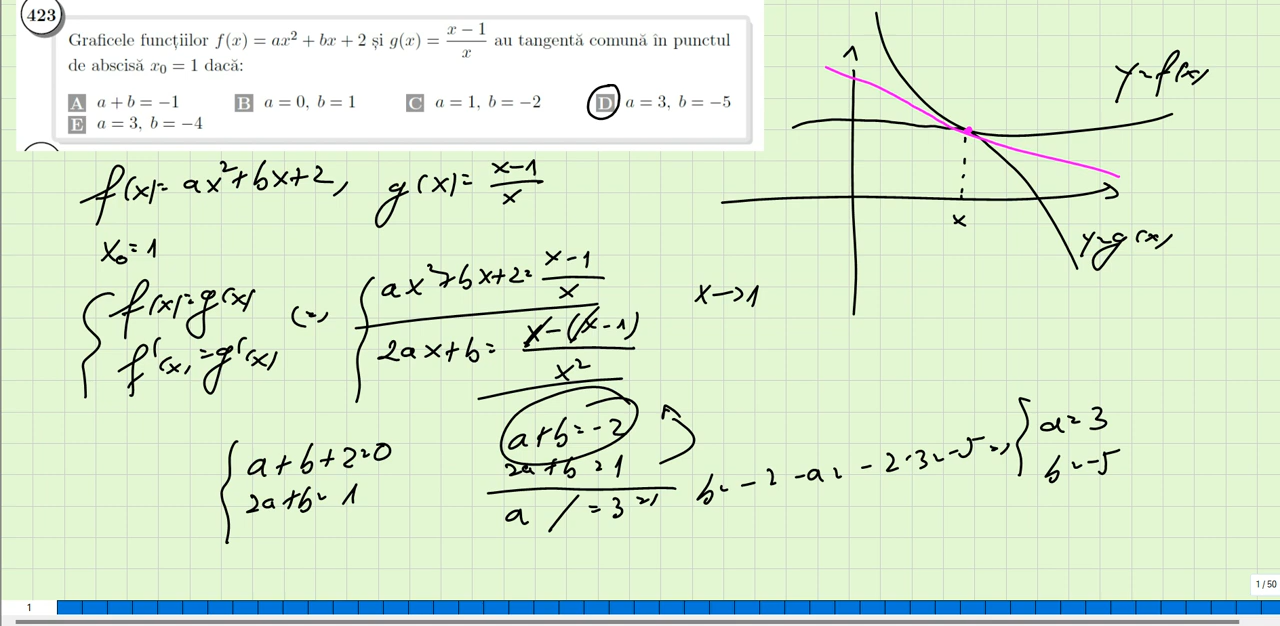 423
Graficele funcțiilor f(x) = ax² + bx + 2 și g(x) = (x − 1)/x au tangentă comună în punctul
de abscisă x₀ = 1 dacă:
A a + b = −1 B a = 0, b = 1 C a = 1, b = −2 D a = 3, b = −5
E a = 3, b = −4
y=f(x)
f(x)= ax²+bx+2, g(x)= (x-1)/x
x
y=g(x)
x₀=1
{ f(x)=g(x) (=) { ax²+bx+2= (x-1)/x
x->1
f'(x)=g'(x) 2ax+b= (x-(x-1))/x²
{ a+b+2=0
2a+b= 1
a+b=-2
2a+b=1
a / =3 =)
b= -2-a= -2-3=-5 =) { a=3
b=-5
1 / 50
1